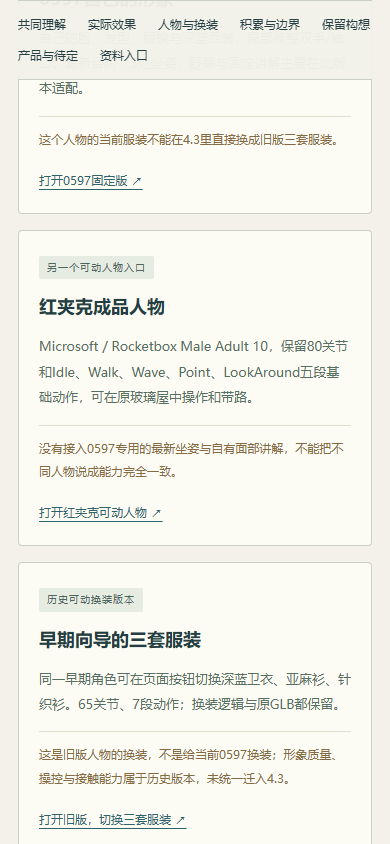 共同理解 实际效果 人物与换装 积累与边界 保留构想
产品与待定 资料入口
本适配。
这个人物的当前服装不能在4.3里直接换成旧版三套服装。
打开0597固定版 ↗
另一个可动人物入口
红夹克成品人物
Microsoft / Rocketbox Male Adult 10，保留80关节
和Idle、Walk、Wave、Point、LookAround五段基
础动作，可在原玻璃屋中操作和带路。
没有接入0597专用的最新坐姿与自有面部讲解，不能把不
同人物说成能力完全一致。
打开红夹克可动人物 ↗
历史可动换装版本
早期向导的三套服装
同一早期角色可在页面按钮切换深蓝卫衣、亚麻衫、针
织衫。65关节、7段动作；换装逻辑与原GLB都保留。
这是旧版人物的换装，不是给当前0597换装；形象质量、
操控与接触能力属于历史版本，未统一迁入4.3。
打开旧版，切换三套服装 ↗